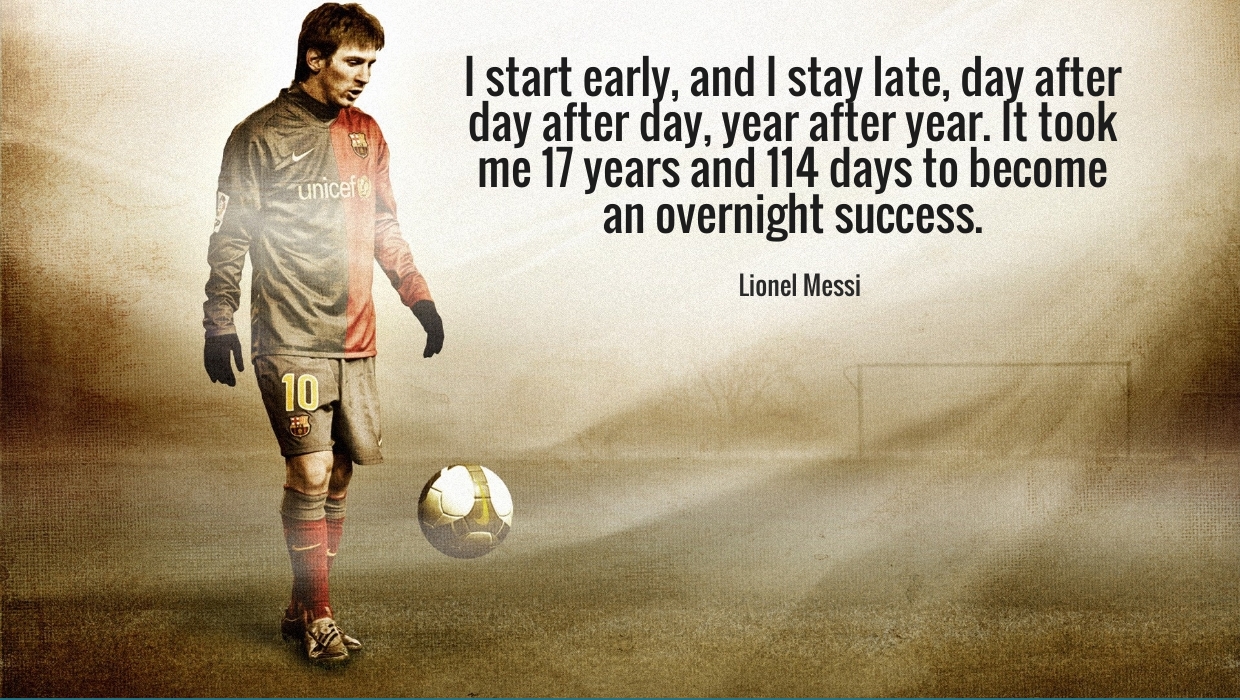 I start early, and I stay late, day after
day after day, year after year. It took
me 17 years and 114 days to become
an overnight success.
Lionel Messi
unicef
10